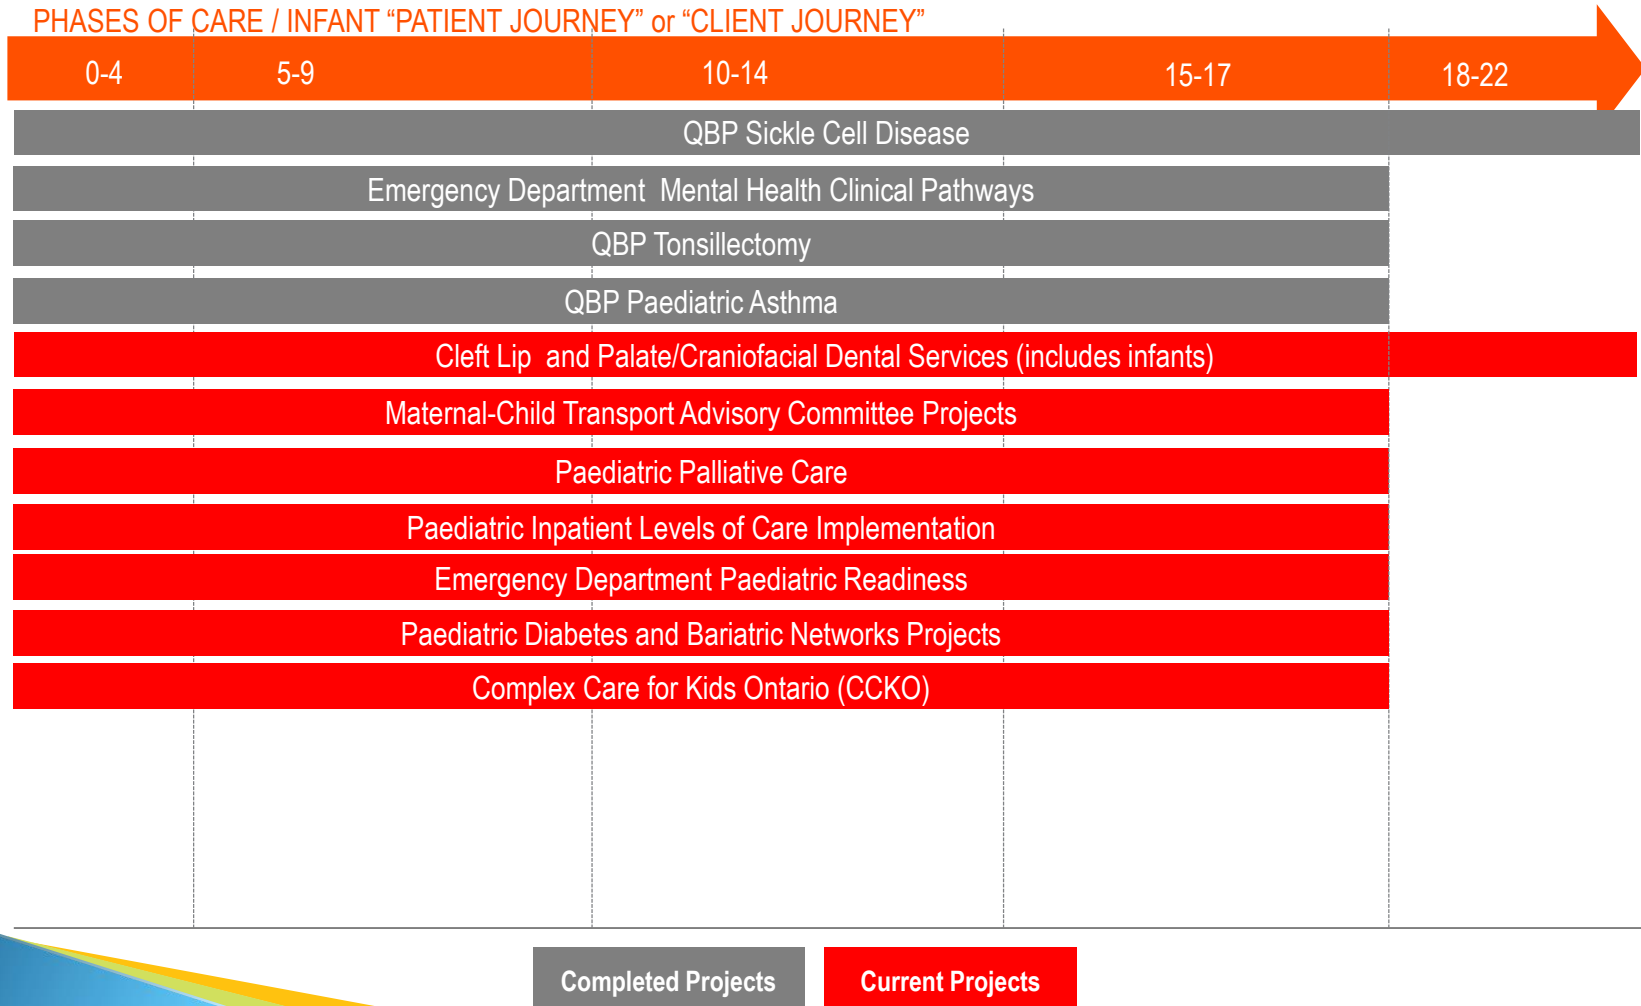 PHASES OF CARE / INFANT “PATIENT JOURNEY” or “CLIENT JOURNEY”
0-4 5-9 10-14 15-17 18-22
QBP Sickle Cell Disease
Emergency Department Mental Health Clinical Pathways
QBP Tonsillectomy
QBP Paediatric Asthma
Cleft Lip and Palate/Craniofacial Dental Services (includes infants)
Maternal-Child Transport Advisory Committee Projects
Paediatric Palliative Care
Paediatric Inpatient Levels of Care Implementation
Emergency Department Paediatric Readiness
Paediatric Diabetes and Bariatric Networks Projects
Complex Care for Kids Ontario (CCKO)
Completed Projects Current Projects